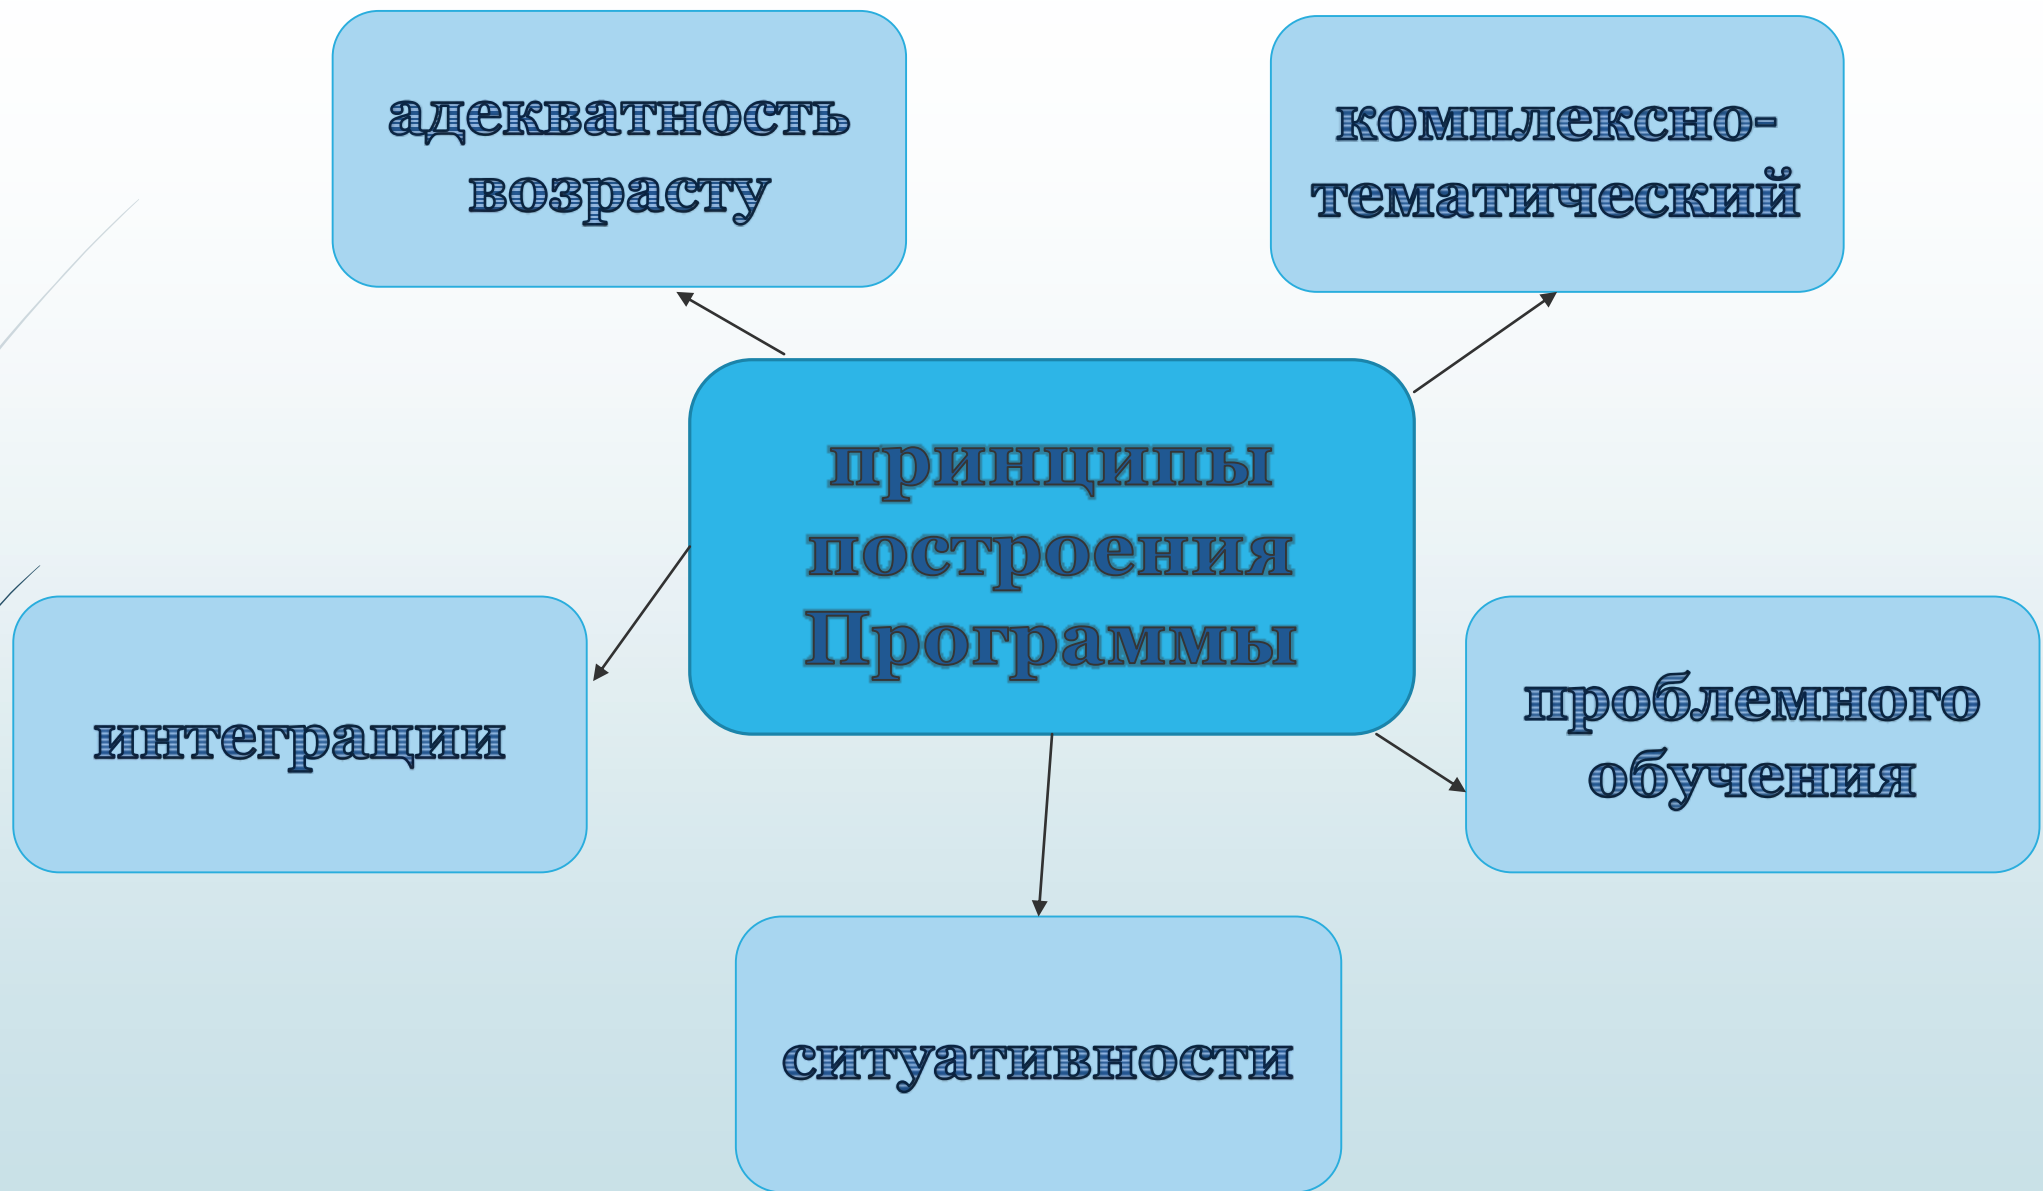 адекватность
возрасту
комплексно-
тематический
принципы
построения
Программы
интеграции
проблемного
обучения
ситуативности